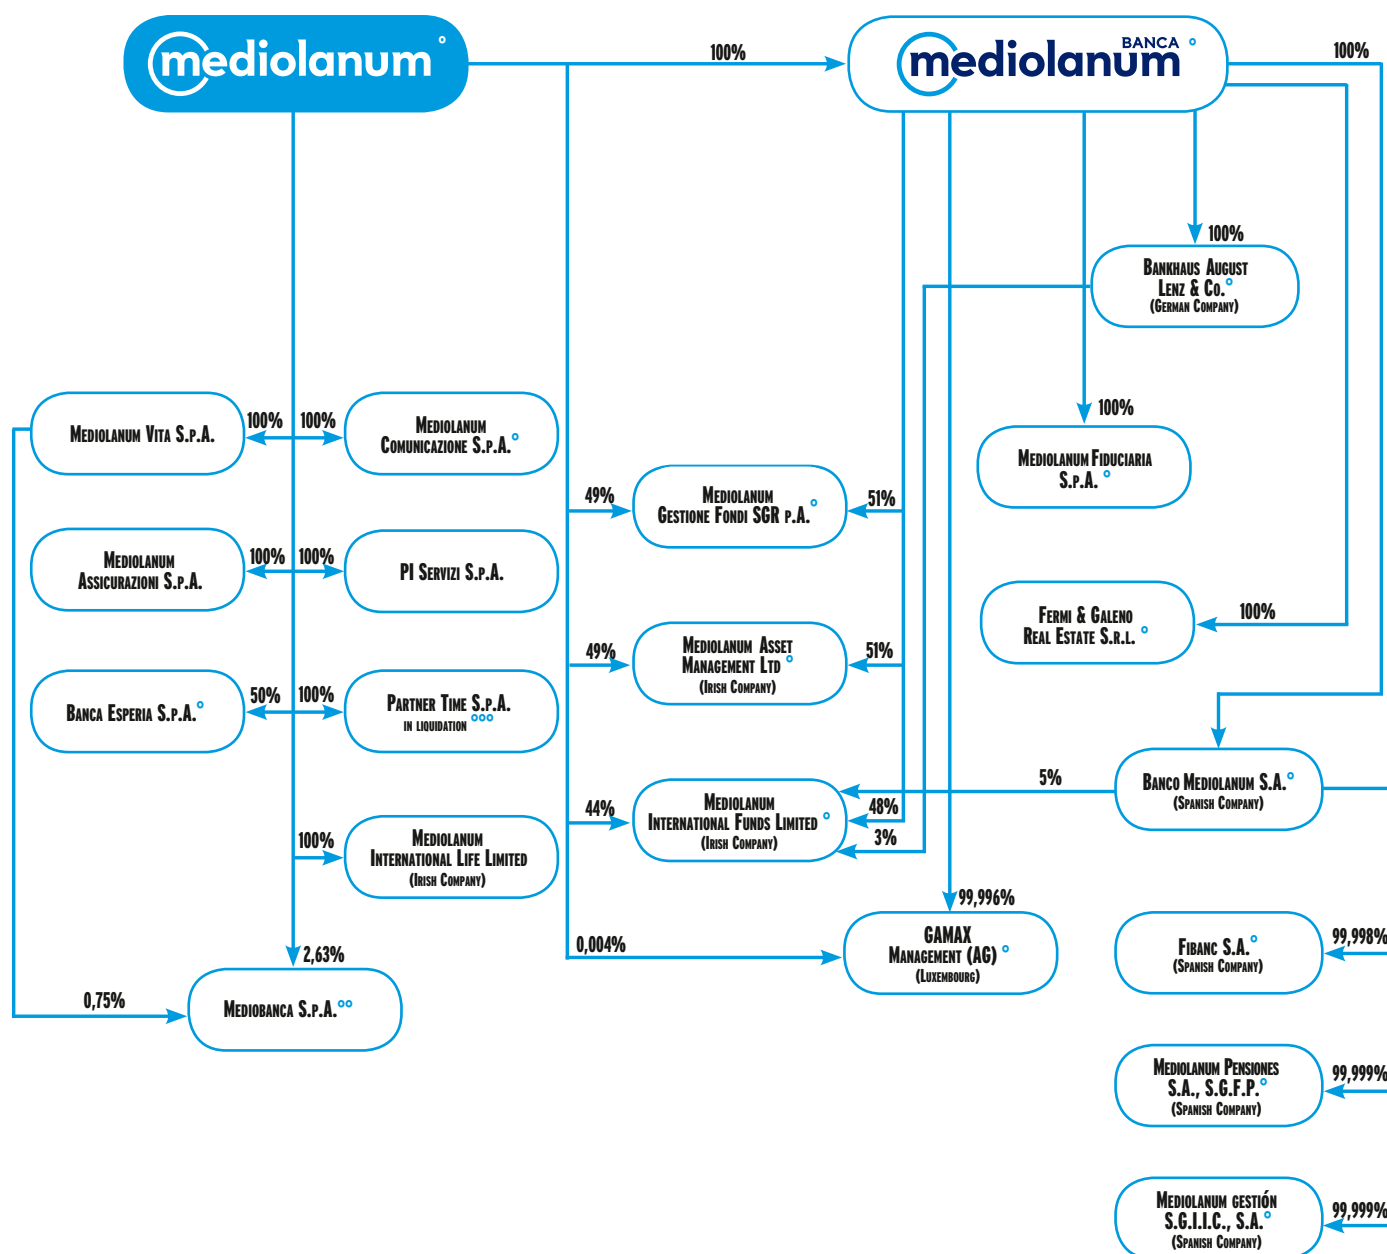 mediolanum °
100%
BANCA °
mediolanum
100%
100%
Bankhaus August
Lenz & Co.°
(German Company)
Mediolanum Vita S.p.A.
100%
100%
Mediolanum
Comunicazione S.p.A.°
100%
Mediolanum Fiduciaria
S.p.A. °
49%
Mediolanum
Gestione Fondi SGR p.A.°
51%
Mediolanum
Assicurazioni S.p.A.
100%
100%
PI Servizi S.p.A.
Fermi & Galeno
Real Estate S.r.l. °
100%
49%
Mediolanum Asset
Management Ltd °
(Irish Company)
51%
Banca Esperia S.p.A.°
50%
100%
Partner Time S.p.A.
in liquidation °°°
44%
Mediolanum
International Funds Limited °
(Irish Company)
5%
48%
3%
Banco Mediolanum S.A.°
(Spanish Company)
100%
Mediolanum
International Life Limited
(Irish Company)
99,996%
2,63%
0,004%
GAMAX
Management (AG) °
(Luxembourg)
Fibanc S.A.°
(Spanish Company)
99,998%
0,75%
Mediobanca S.p.A.°°
Mediolanum Pensiones
S.A., S.G.F.P.°
(Spanish Company)
99,999%
Mediolanum gestión
S.G.I.I.C., S.A.°
(Spanish Company)
99,999%